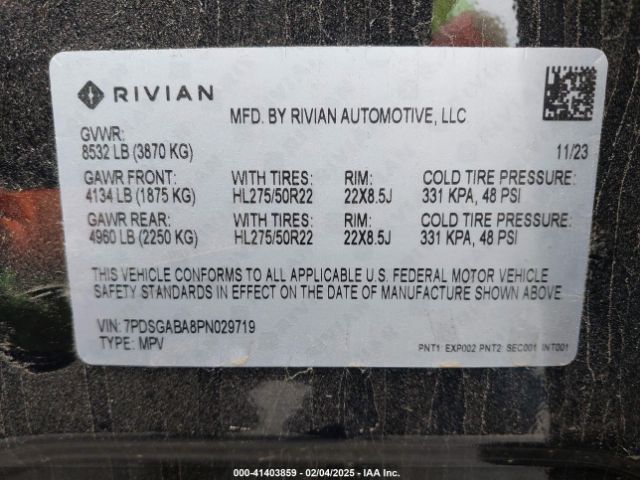 RIVIAN
MFD. BY RIVIAN AUTOMOTIVE, LLC
GVWR:
8532 LB (3870 KG) 11/23
GAWR FRONT: WITH TIRES: RIM: COLD TIRE PRESSURE:
4134 LB (1875 KG) HL275/50R22 22X8.5J 331 KPA, 48 PSI
GAWR REAR: WITH TIRES: RIM: COLD TIRE PRESSURE:
4960 LB (2250 KG) HL275/50R22 22X8.5J 331 KPA, 48 PSI
THIS VEHICLE CONFORMS TO ALL APPLICABLE U.S. FEDERAL MOTOR VEHICLE
SAFETY STANDARDS IN EFFECT ON THE DATE OF MANUFACTURE SHOWN ABOVE.
VIN: 7PDSGABA8PN029719
TYPE: MPV PNT1: EXP002 PNT2: SEC001 INT001
000-41403859 - 02/04/2025 - IAA Inc.